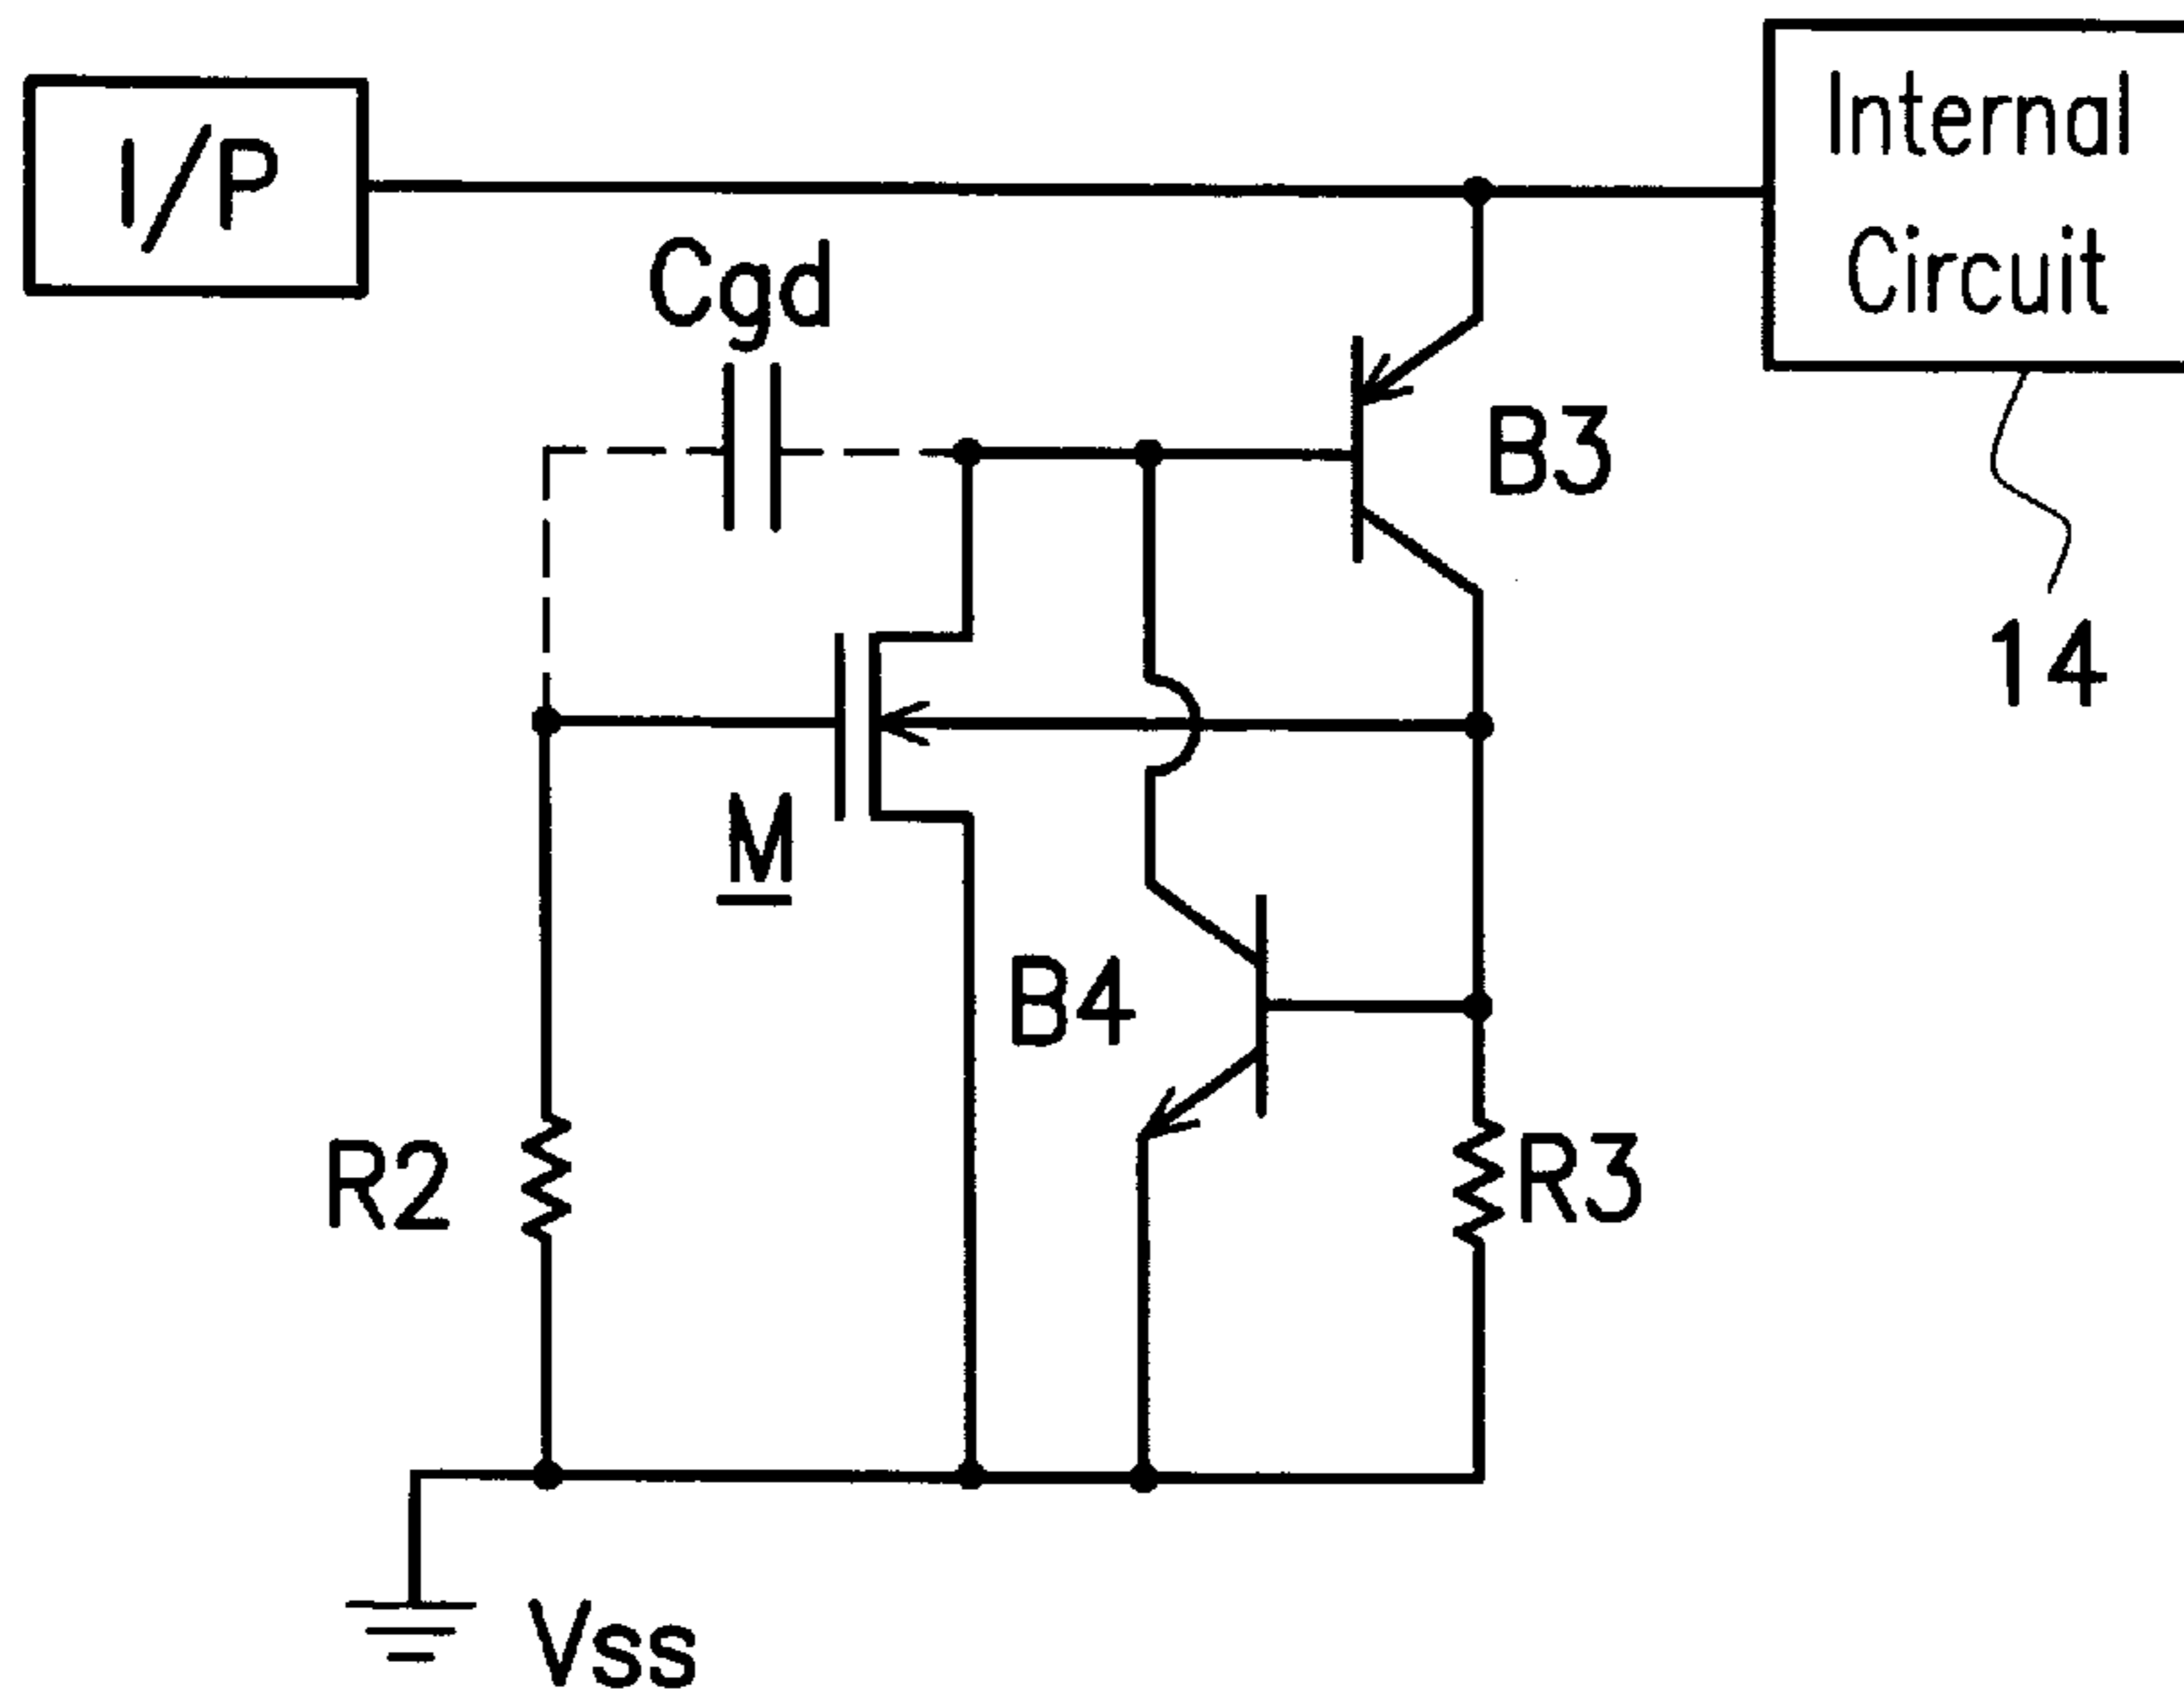 I/P
Internal
Circuit
Cgd
B3
14
M
B4
R2
R3
Vss